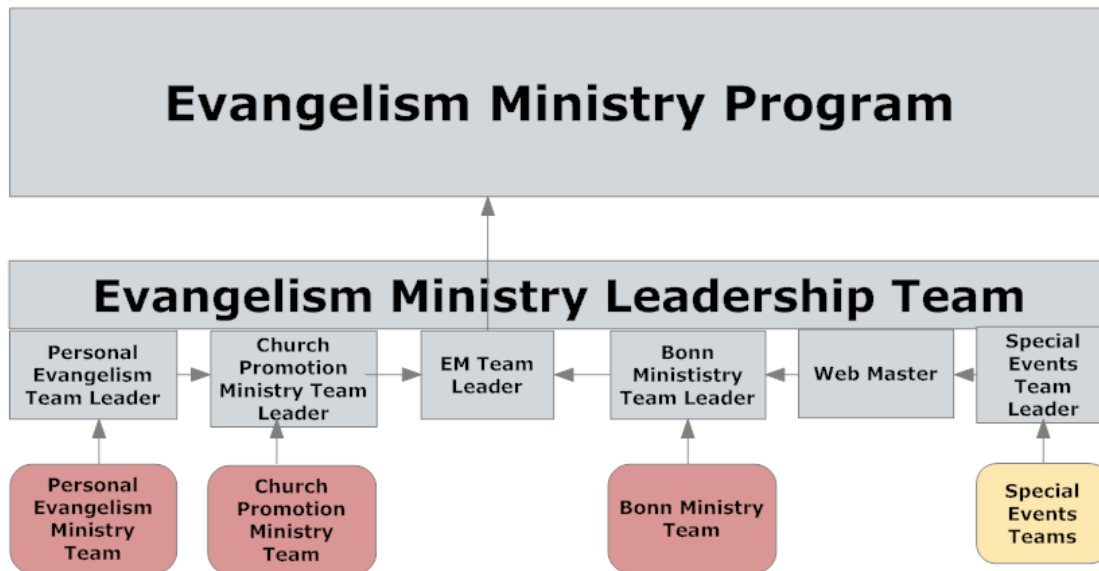 Evangelism Ministry Program
Evangelism Ministry Leadership Team
Personal
Evangelism
Team Leader
Church
Promotion
Ministry Team
Leader
EM Team
Leader
Bonn
Minististry
Team Leader
Web Master
Special
Events
Team
Leader
Personal
Evangelism
Ministry
Team
Church
Promotion
Ministry
Team
Bonn Ministry
Team
Special
Events
Teams